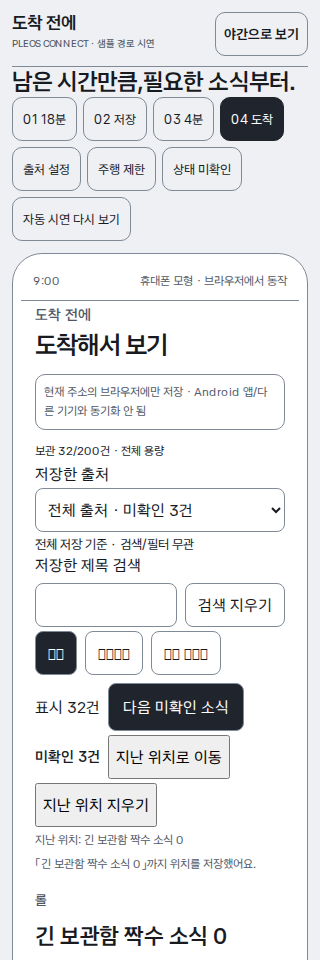 도착 전에
PLEOS CONNECT · 샘플 경로 시연
야간으로 보기
남은 시간만큼,필요한 소식부터.
01 18분
02 저장
03 4분
04 도착
출처 설정
주행 제한
상태 미확인
자동 시연 다시 보기
9:00
휴대폰 모형 · 브라우저에서 동작
도착 전에
도착해서 보기
현재 주소의 브라우저에만 저장 · Android 앱/다
른 기기와 동기화 안 됨
보관 32/200건 · 전체 용량
저장한 출처
전체 출처 · 미확인 3건
전체 저장 기준 · 검색/필터 무관
저장한 제목 검색
검색 지우기
표시 32건
다음 미확인 소식
미확인 3건
지난 위치로 이동
지난 위치 지우기
지난 위치: 긴 보관함 짝수 소식 0
「긴 보관함 짝수 소식 0」까지 위치를 저장했어요.
롤
긴 보관함 짝수 소식 0